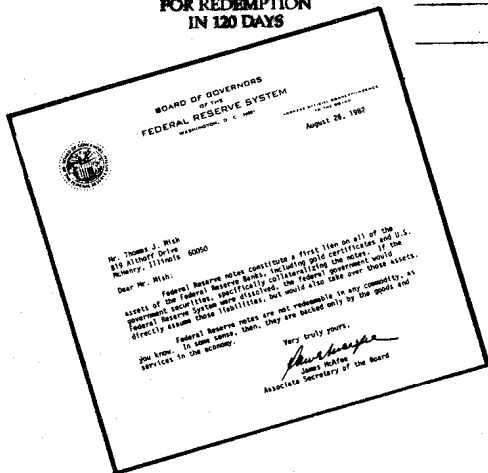 FOR REDEMPTION
IN 120 DAYS
BOARD OF GOVERNORS
OF THE
FEDERAL RESERVE SYSTEM
WASHINGTON, D. C. 20551
August 26, 1982
Mr. Thomas J. Mish
819 Althoff Drive
McHenry, Illinois 60050
Dear Mr. Mish:
Federal Reserve notes constitute a first lien on all of the
assets of the Federal Reserve Banks, including gold certificates and U.S.
government securities, specifically collateralizing the notes. If the
Federal Reserve System were dissolved, the federal government would
directly assume those liabilities, but would also take over those assets.
Federal Reserve notes are not redeemable in any commodity, as
you know. In some sense, then, they are backed only by the goods and
services in the economy.
Very truly yours,
James McAfee
Associate Secretary of the Board